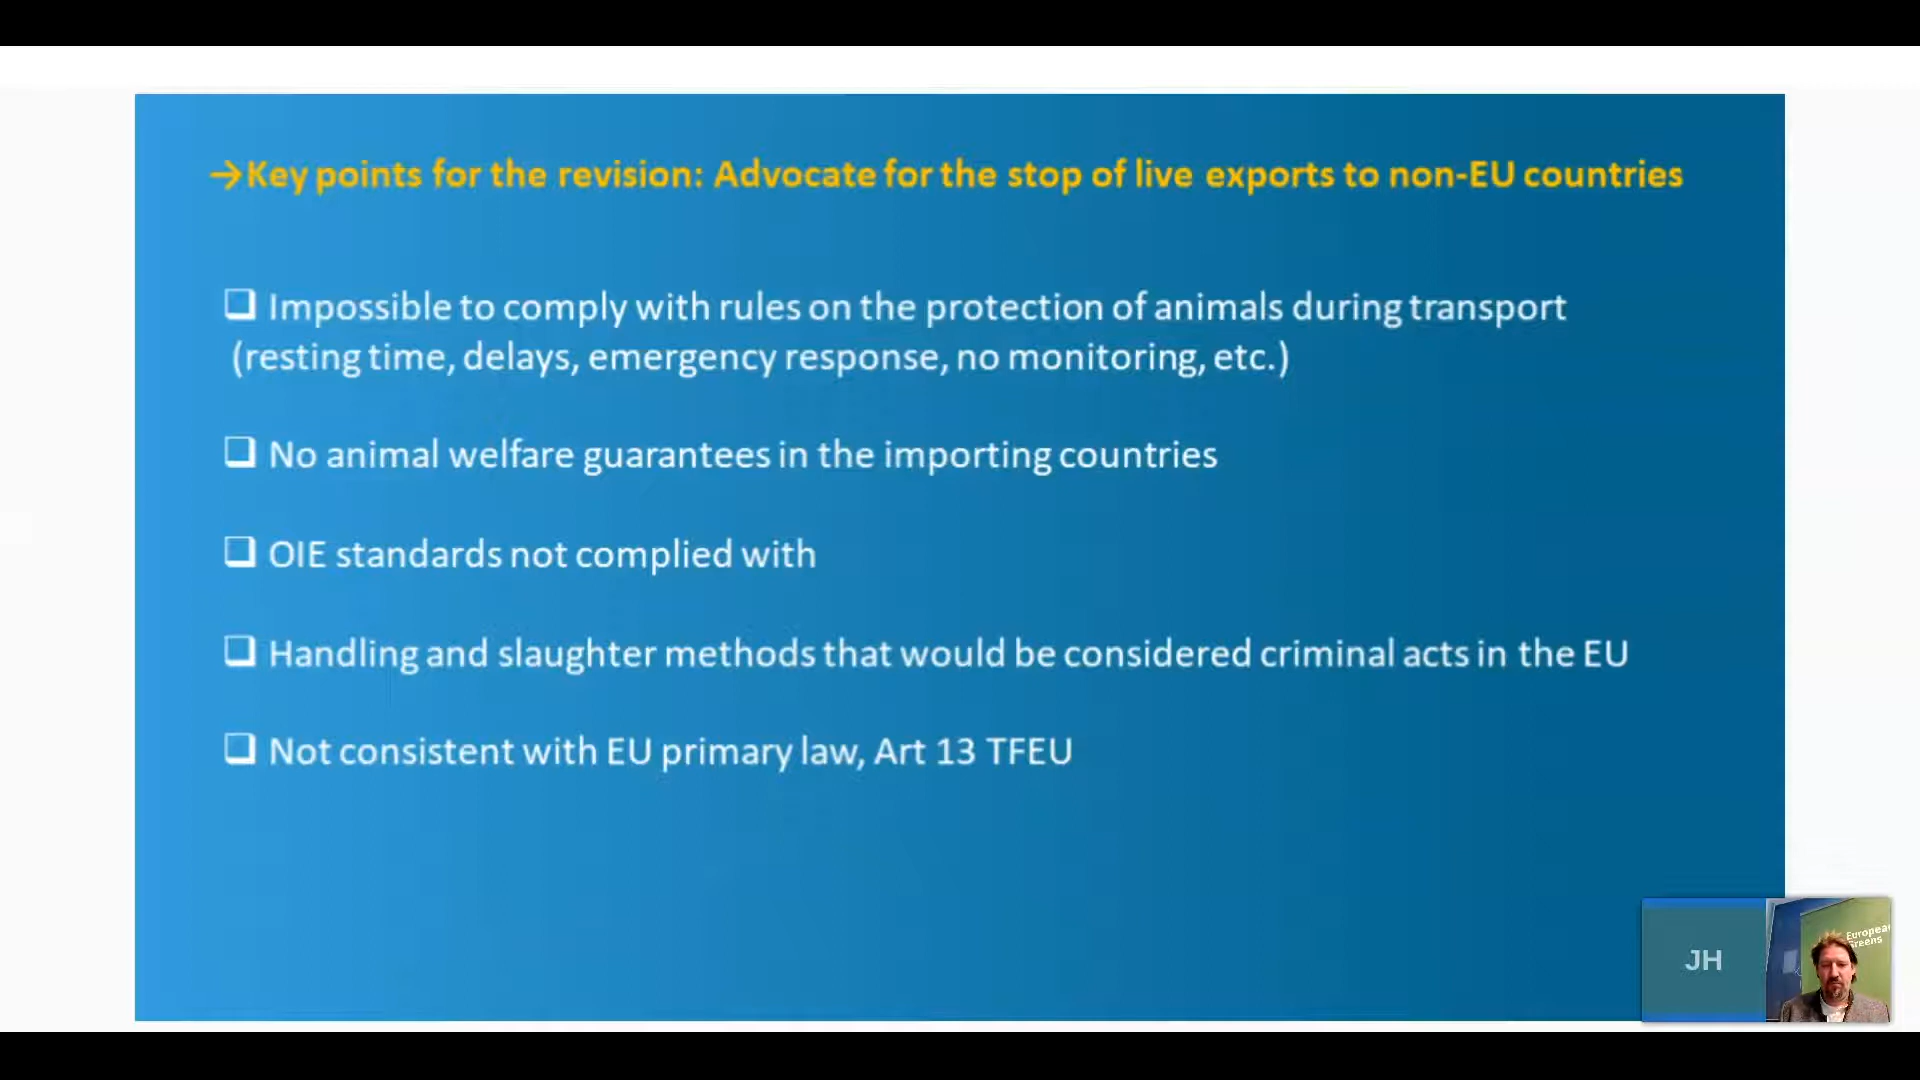 →Key points for the revision: Advocate for the stop of live exports to non-EU countries
❑ Impossible to comply with rules on the protection of animals during transport
(resting time, delays, emergency response, no monitoring, etc.)
❑ No animal welfare guarantees in the importing countries
❑ OIE standards not complied with
❑ Handling and slaughter methods that would be considered criminal acts in the EU
❑ Not consistent with EU primary law, Art 13 TFEU
JH
Europea
Greens